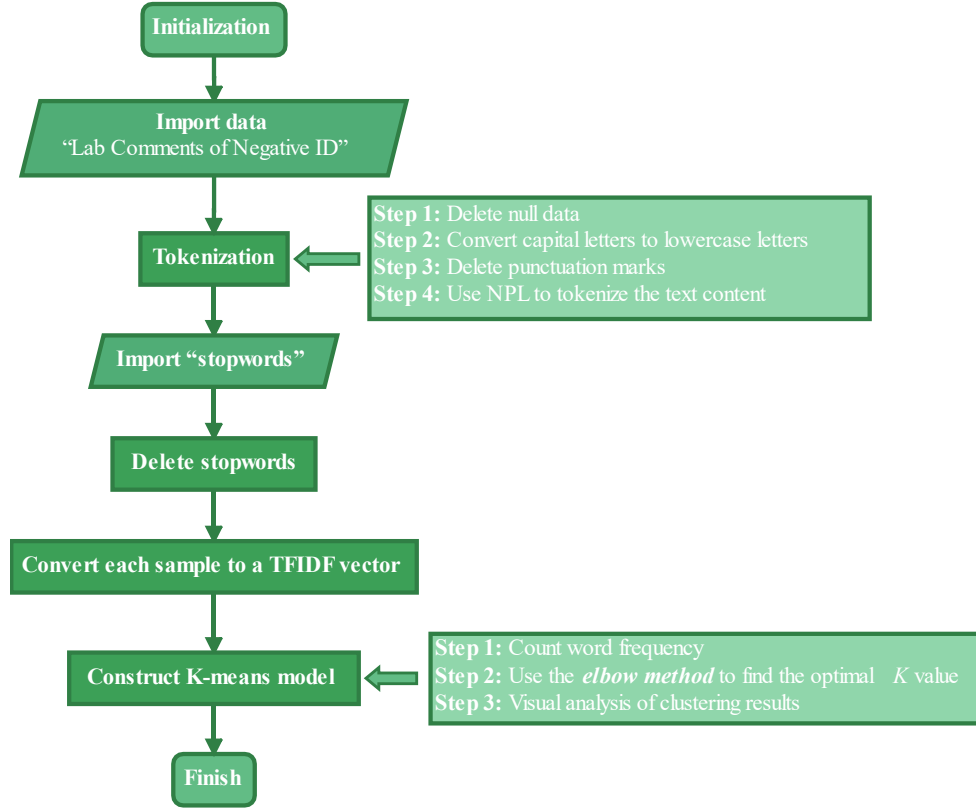 Initialization
Import data
“Lab Comments of Negative ID”
Tokenization
Step 1: Delete null data
Step 2: Convert capital letters to lowercase letters
Step 3: Delete punctuation marks
Step 4: Use NPL to tokenize the text content
Import “stopwords”
Delete stopwords
Convert each sample to a TFIDF vector
Construct K-means model
Step 1: Count word frequency
Step 2: Use the elbow method to find the optimal K value
Step 3: Visual analysis of clustering results
Finish